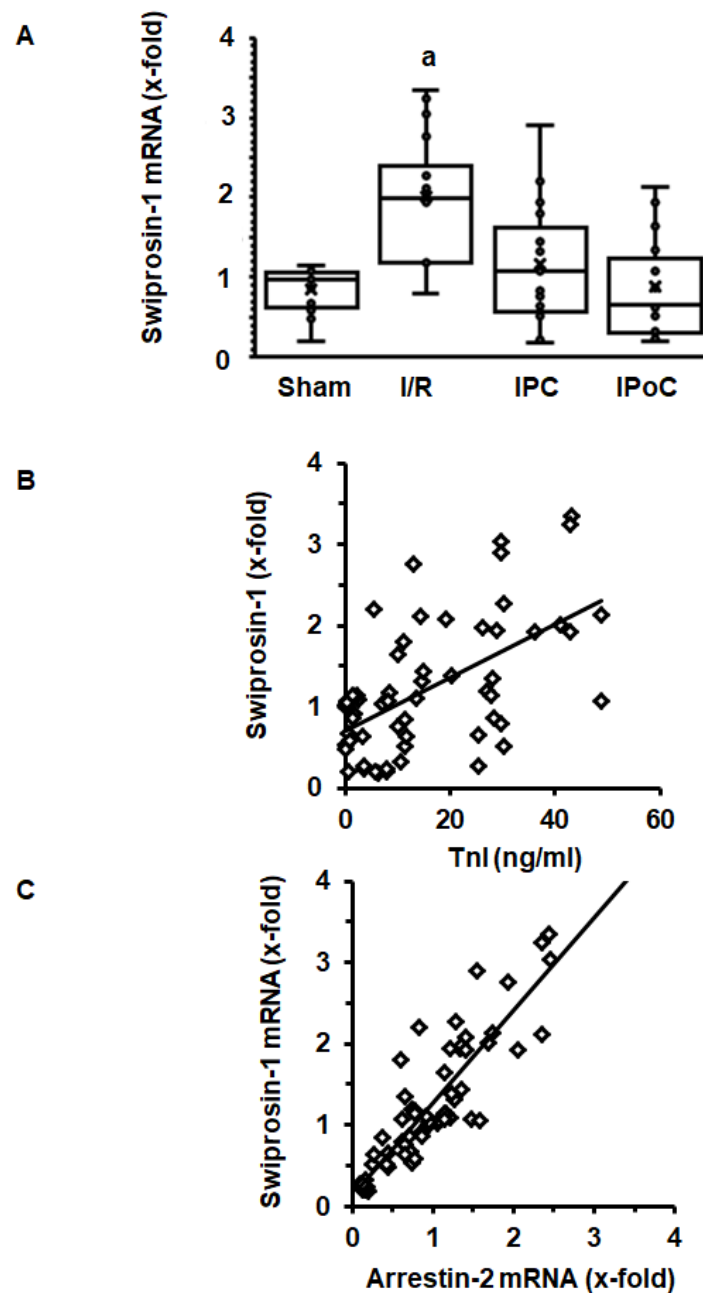 A
Swiprosin-1 mRNA (x-fold)
4
3
2
1
0
a
Sham I/R IPC IPoC
B
Swiprosin-1 (x-fold)
4
3
2
1
0
0 20 40 60
TnI (ng/ml)
C
Swiprosin-1 mRNA (x-fold)
4
3
2
1
0
0 1 2 3 4
Arrestin-2 mRNA (x-fold)